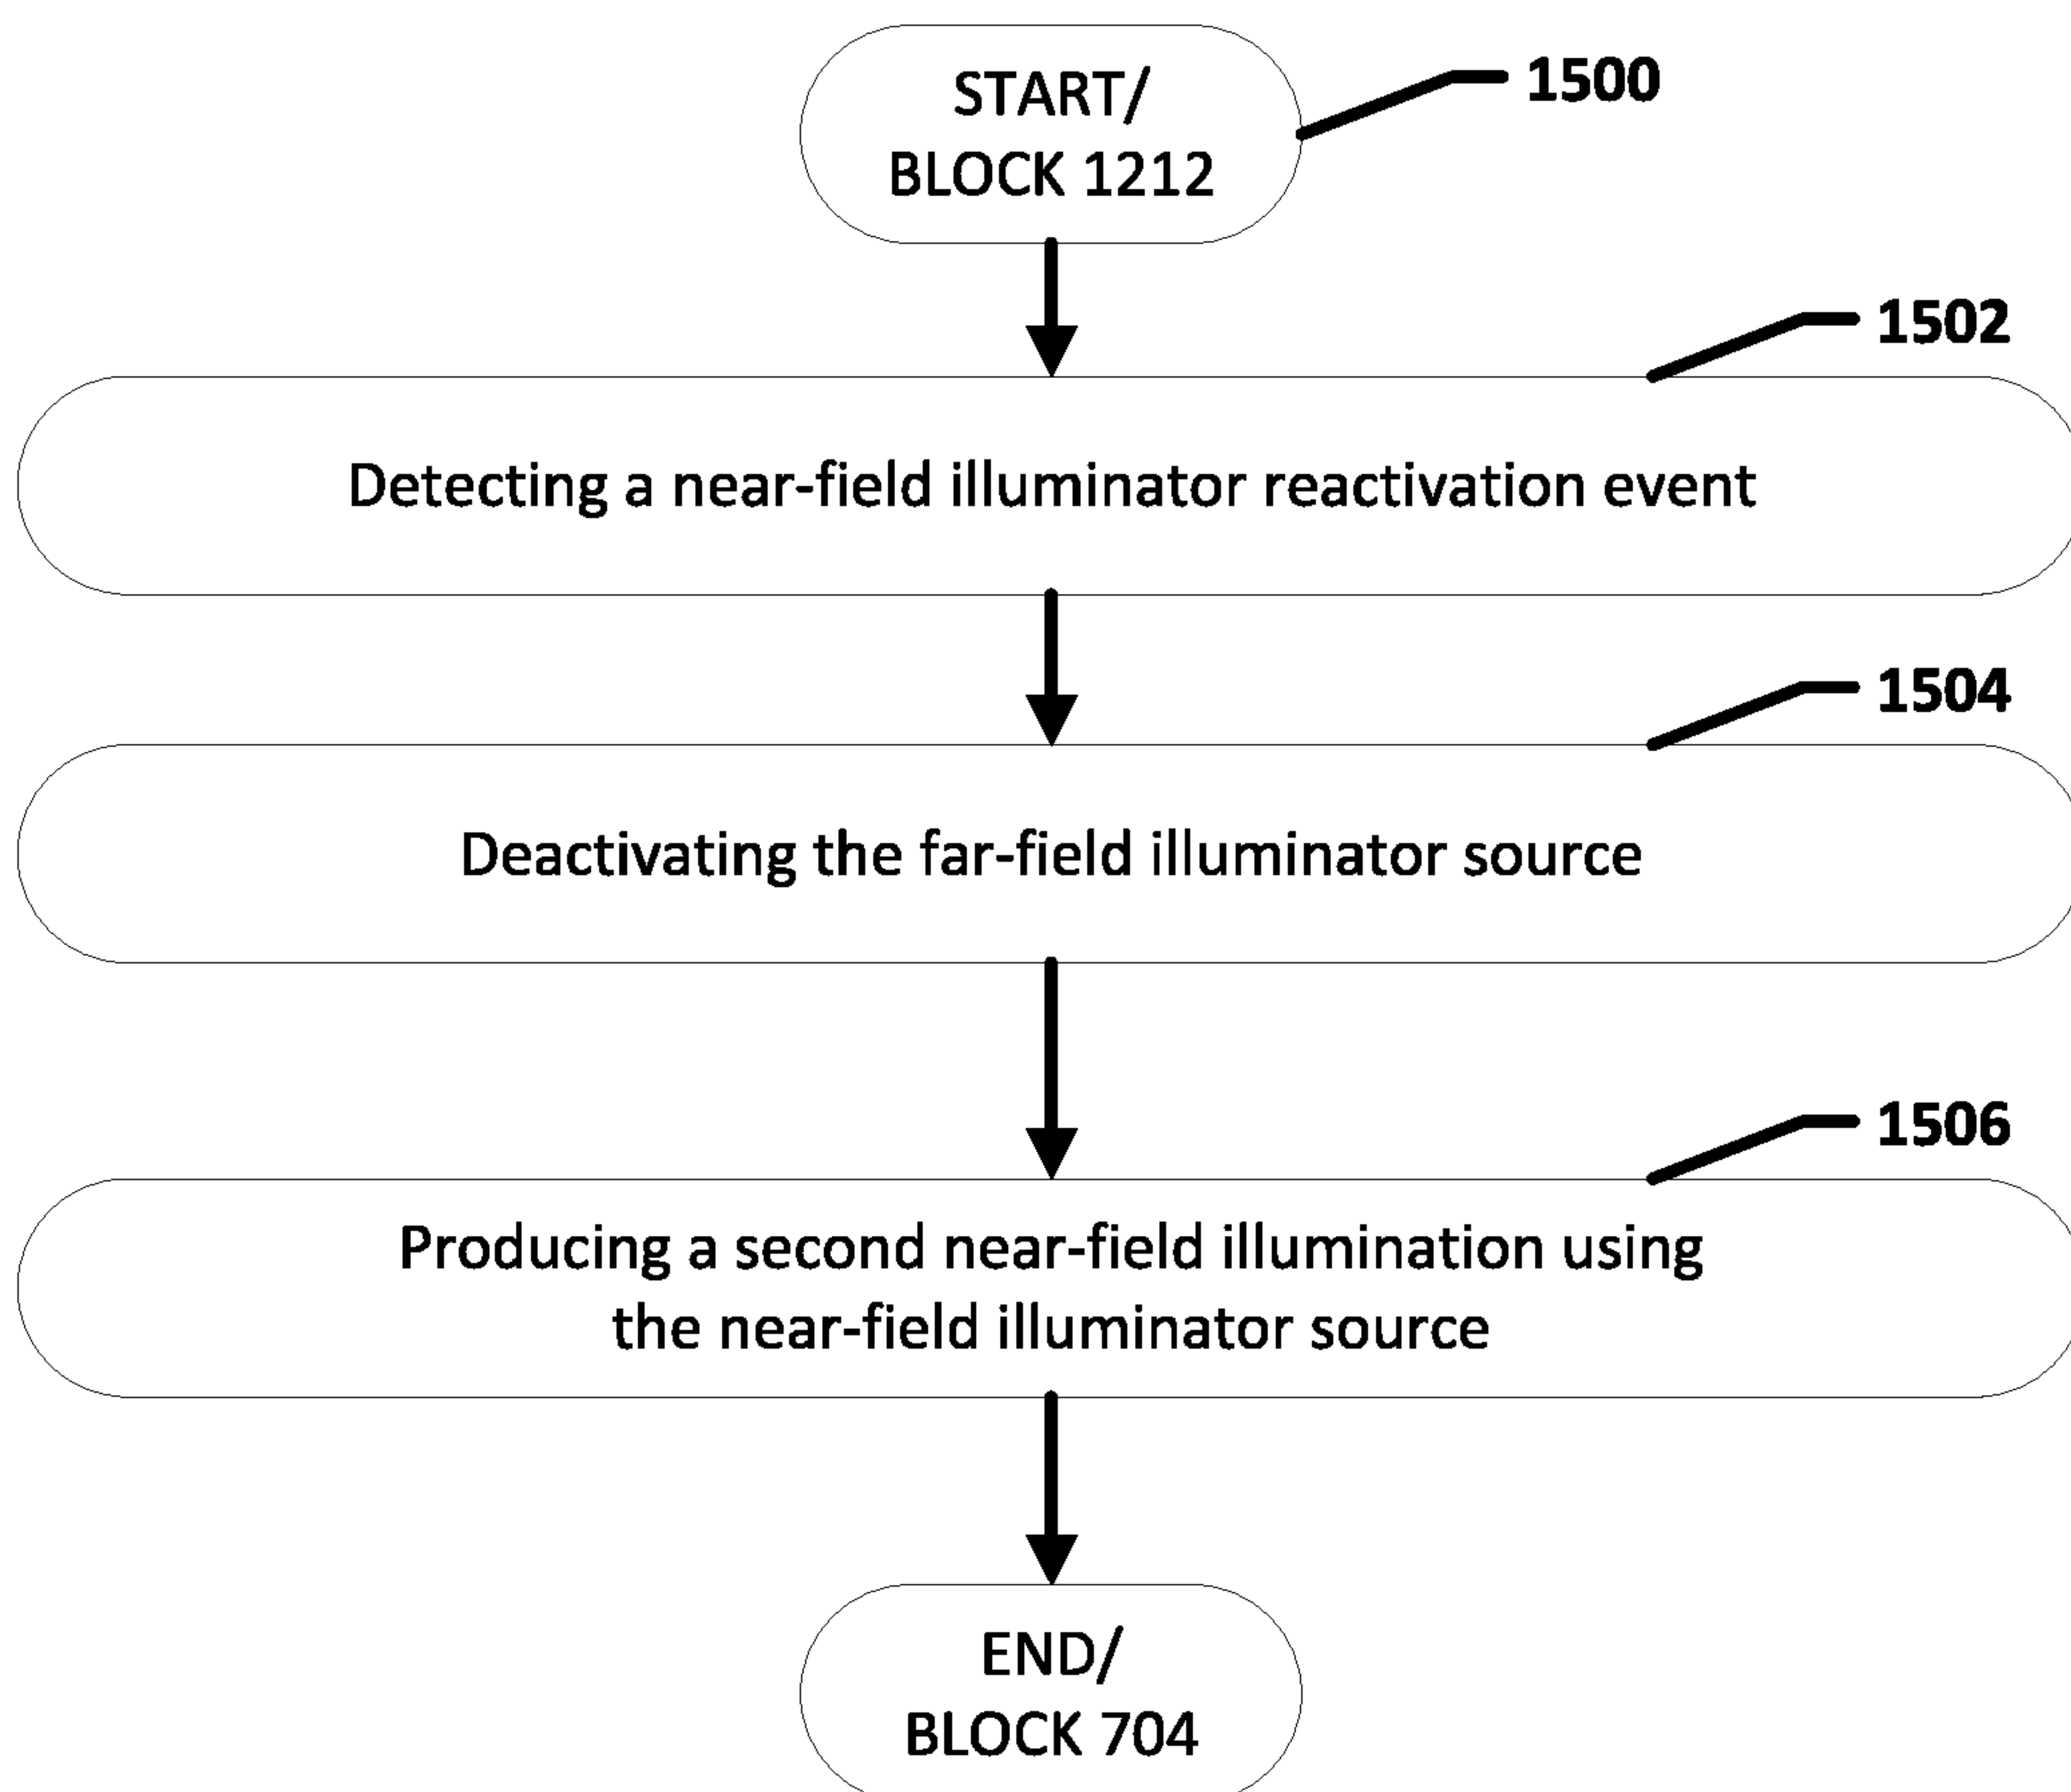 START/
BLOCK 1212
1500
1502
Detecting a near-field illuminator reactivation event
1504
Deactivating the far-field illuminator source
1506
Producing a second near-field illumination using
the near-field illuminator source
END/
BLOCK 704